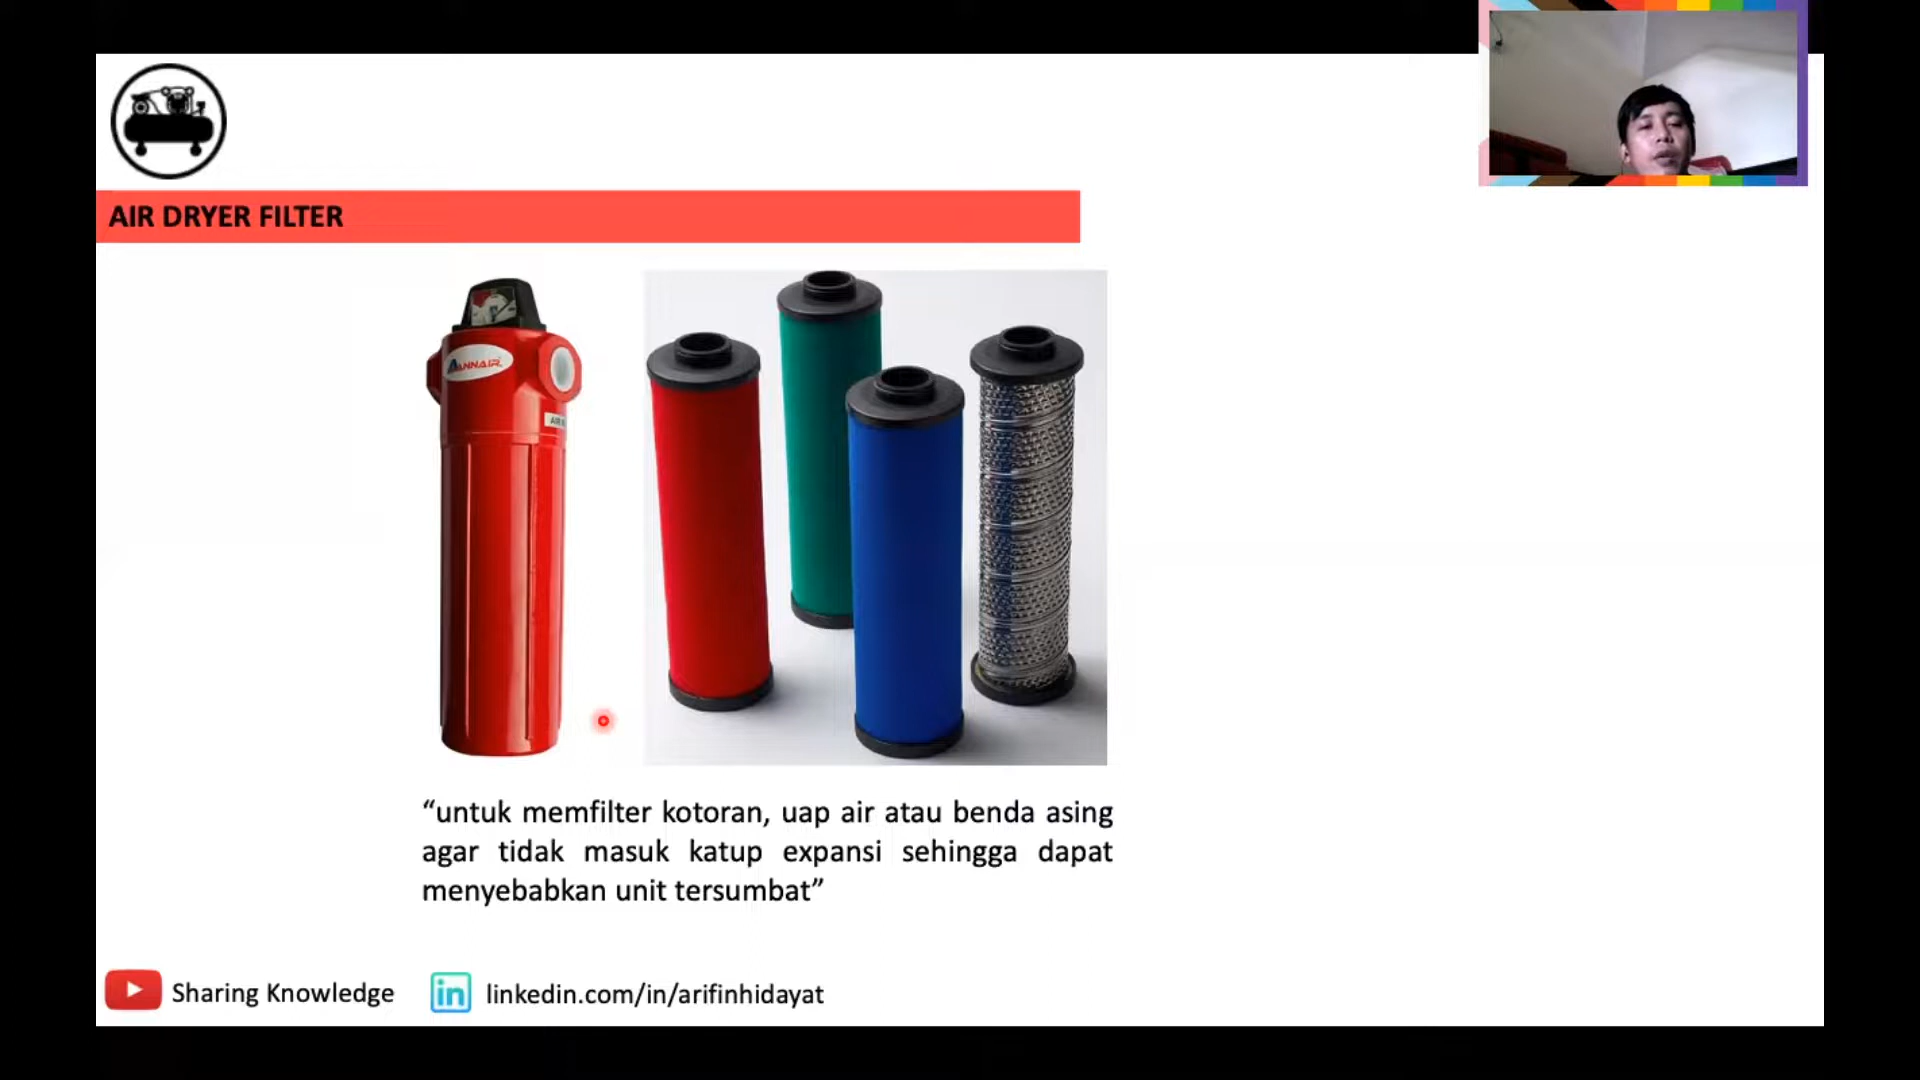 AIR DRYER FILTER
ANNAIR
AIR
“untuk memfilter kotoran, uap air atau benda asing
agar tidak masuk katup expansi sehingga dapat
menyebabkan unit tersumbat”
Sharing Knowledge
in
linkedin.com/in/arifinhidayat